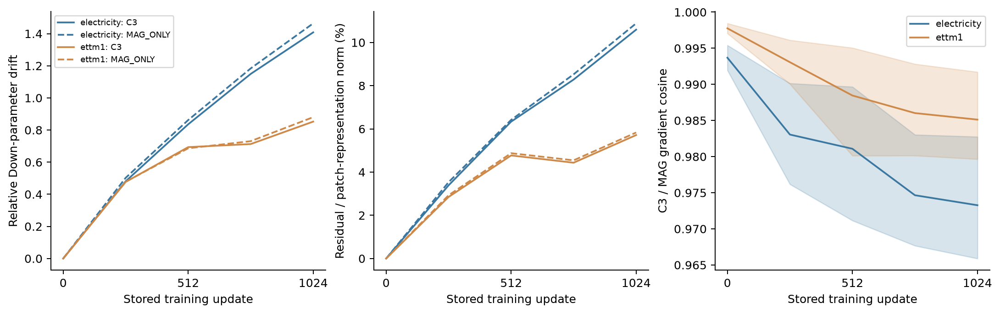 Relative Down-parameter drift
1.4
1.2
1.0
0.8
0.6
0.4
0.2
0.0
electricity: C3
electricity: MAG_ONLY
ettm1: C3
ettm1: MAG_ONLY
0 512 1024
Stored training update
Residual / patch-representation norm (%)
10
8
6
4
2
0
0 512 1024
Stored training update
C3 / MAG gradient cosine
1.000
0.995
0.990
0.985
0.980
0.975
0.970
0.965
electricity
ettm1
0 512 1024
Stored training update